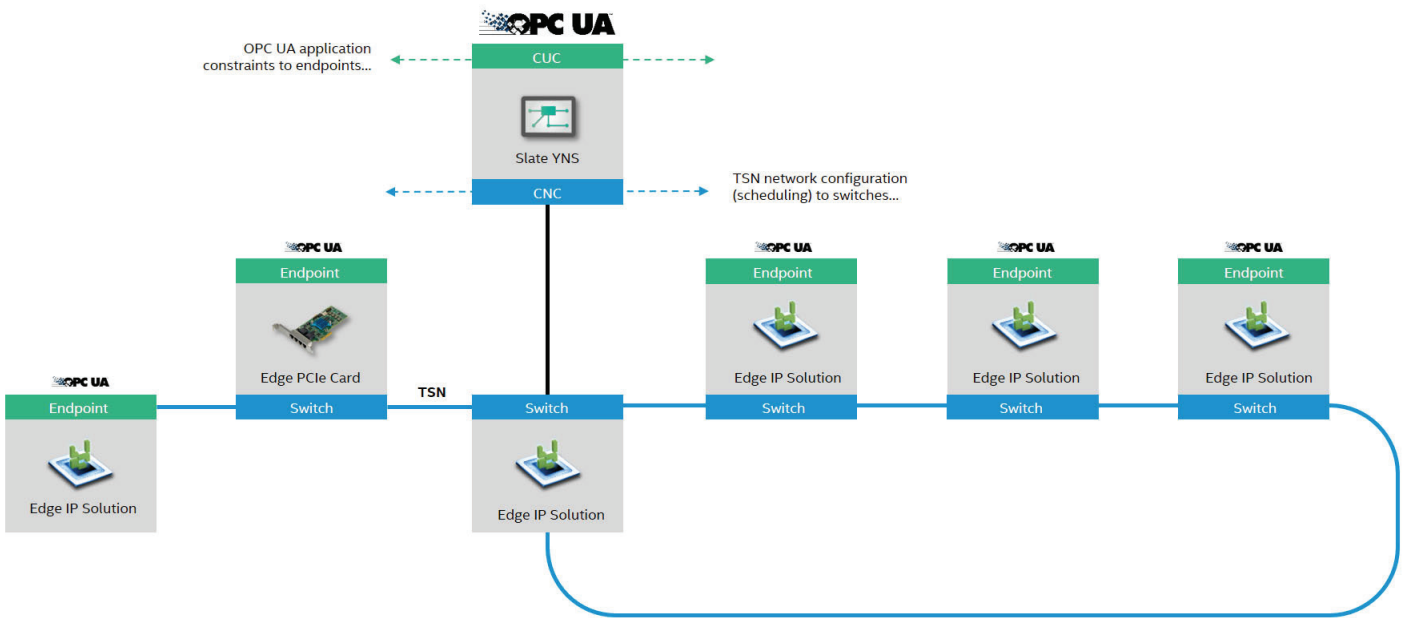 OPC UA
OPC UA application
constraints to endpoints...
CUC
Slate YNS
CNC
TSN network configuration
(scheduling) to switches...
OPC UA
Endpoint
Edge PCIe Card
Switch
OPC UA
Endpoint
Edge IP Solution
Switch
OPC UA
Endpoint
Edge IP Solution
Switch
OPC UA
Endpoint
Edge IP Solution
Switch
OPC UA
Endpoint
Edge IP Solution
TSN
Switch
Edge IP Solution